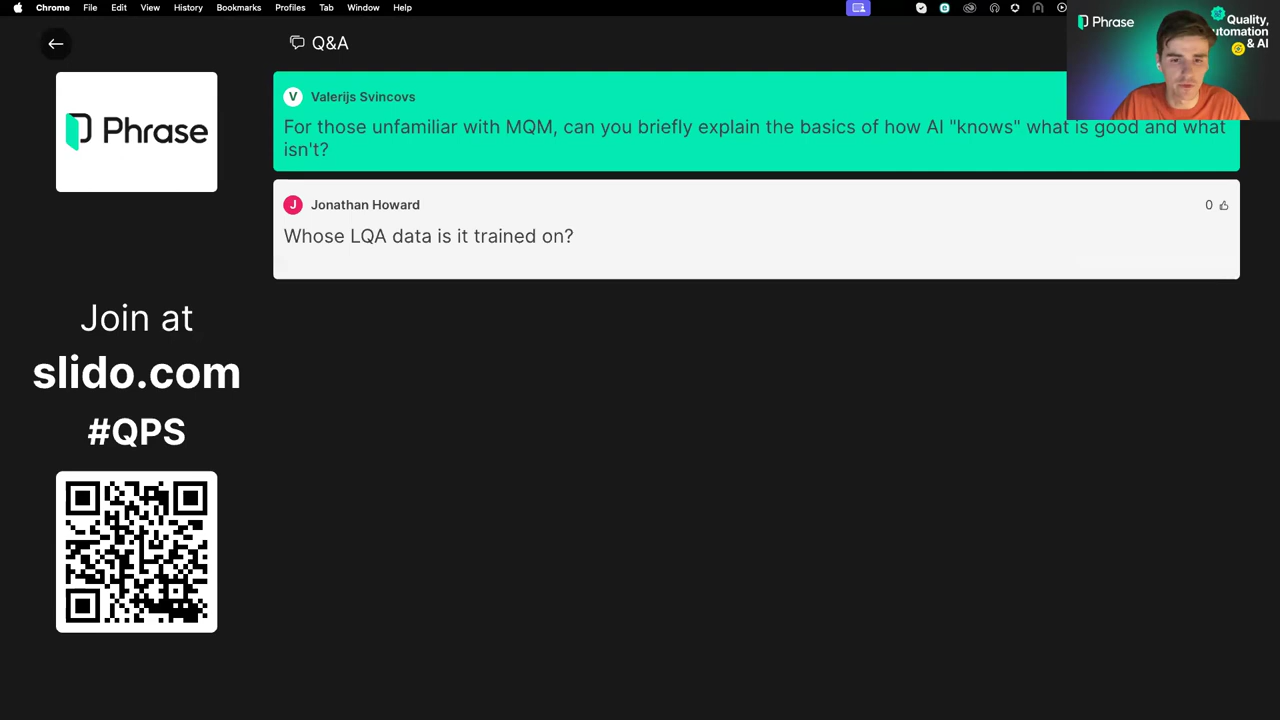 Chrome File Edit View History Bookmarks Profiles Tab Window Help
Phrase
Quality,
utomation
& AI
Q&A
Phrase
V Valerijs Svincovs
For those unfamiliar with MQM, can you briefly explain the basics of how AI "knows" what is good and what
isn't?
J Jonathan Howard 0
Whose LQA data is it trained on?
Join at
slido.com
#QPS